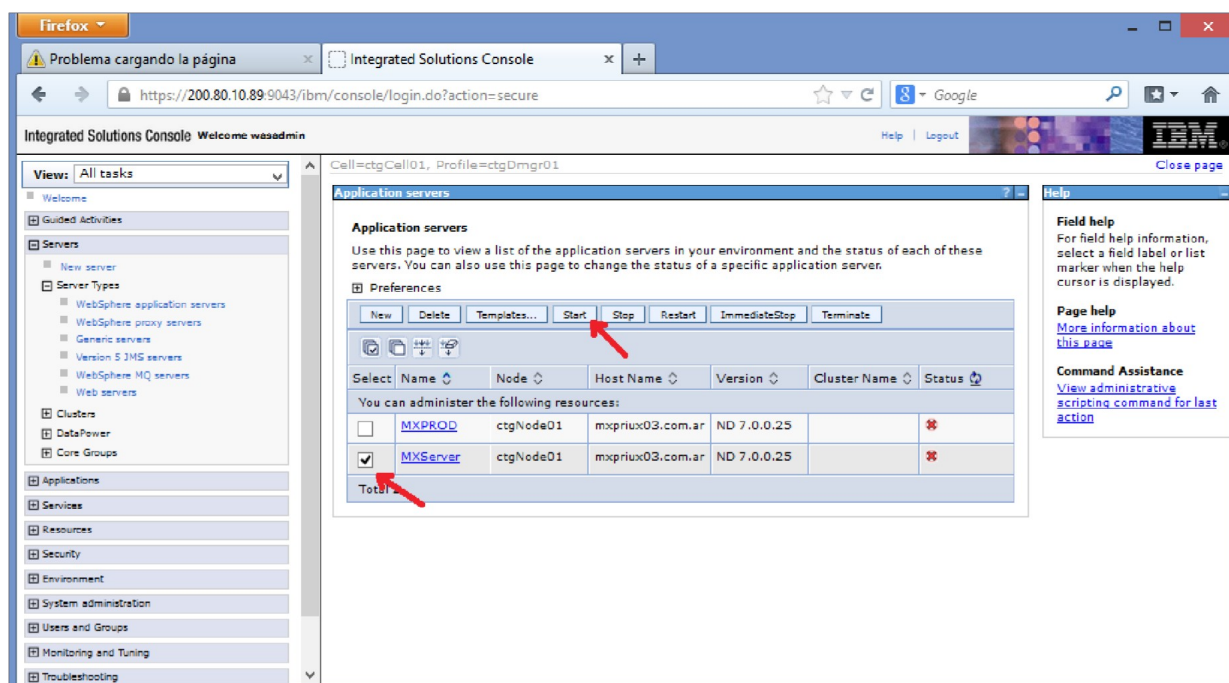 Firefox
Problema cargando la página
Integrated Solutions Console
https://200.80.10.89:9043/ibm/console/login.do?action=secure
Google
Integrated Solutions Console Welcome wasadmin
Help | Logout
IBM
View: All tasks
Welcome
Guided Activities
Servers
New server
Server Types
WebSphere application servers
WebSphere proxy servers
Generic servers
Version 5 JMS servers
WebSphere MQ servers
Web servers
Clusters
DataPower
Core Groups
Applications
Services
Resources
Security
Environment
System administration
Users and Groups
Monitoring and Tuning
Troubleshooting
Cell=ctgCell01, Profile=ctgDmgr01
Close page
Application servers
Application servers
Use this page to view a list of the application servers in your environment and the status of each of these
servers. You can also use this page to change the status of a specific application server.
Preferences
New Delete Templates... Start Stop Restart ImmediateStop Terminate
Select Name Node Host Name Version Cluster Name Status
You can administer the following resources:
MXPROD ctgNode01 mxpriux03.com.ar ND 7.0.0.25
MXServer ctgNode01 mxpriux03.com.ar ND 7.0.0.25
Total
Help
Field help
For field help information,
select a field label or list
marker when the help
cursor is displayed.
Page help
More information about
this page
Command Assistance
View administrative
scripting command for last
action